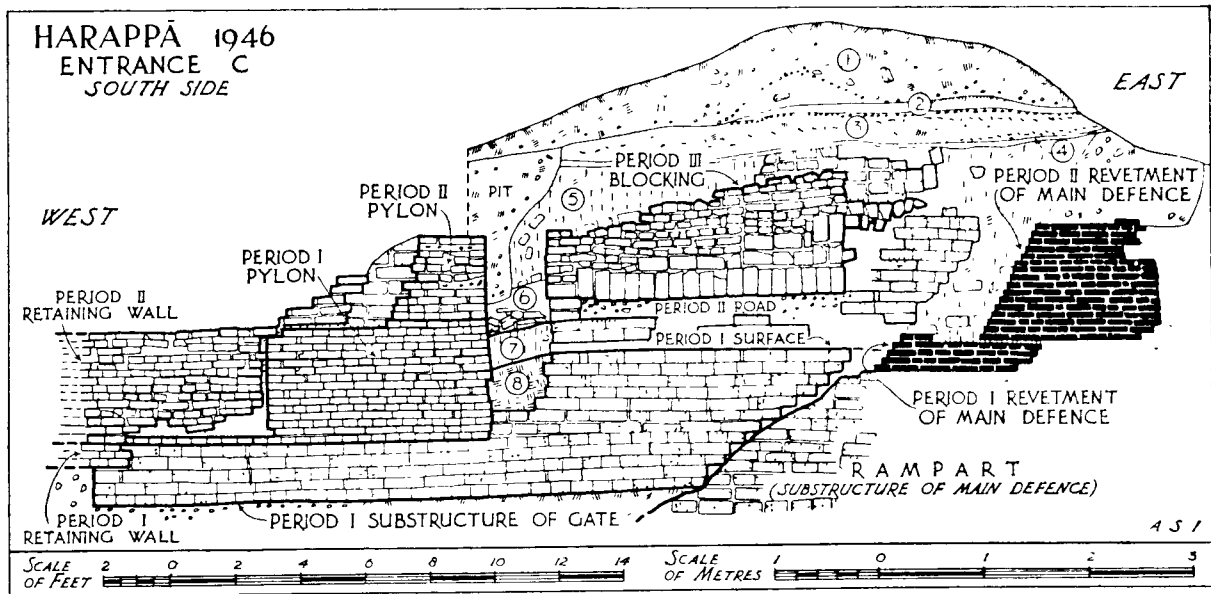 HARAPPĀ 1946
ENTRANCE C
SOUTH SIDE
WEST
EAST
1
2
3
4
PERIOD III
BLOCKING
PERIOD II REVETMENT
OF MAIN DEFENCE
PERIOD II
PYLON
PIT
5
PERIOD I
PYLON
PERIOD II
RETAINING WALL
6
PERIOD II ROAD
7
PERIOD I SURFACE
8
PERIOD I REVETMENT
OF MAIN DEFENCE
RAMPART
(SUBSTRUCTURE OF MAIN DEFENCE)
PERIOD I
RETAINING WALL
PERIOD I SUBSTRUCTURE OF GATE
A S I
SCALE
OF FEET
2 0 2 4 6 8 10 12 14
SCALE
OF METRES
1 0 1 2 3